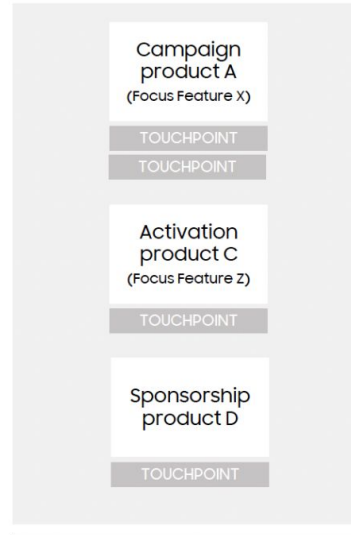 Campaign
product A
(Focus Feature X)
TOUCHPOINT
TOUCHPOINT
Activation
product C
(Focus Feature Z)
TOUCHPOINT
Sponsorship
product D
TOUCHPOINT